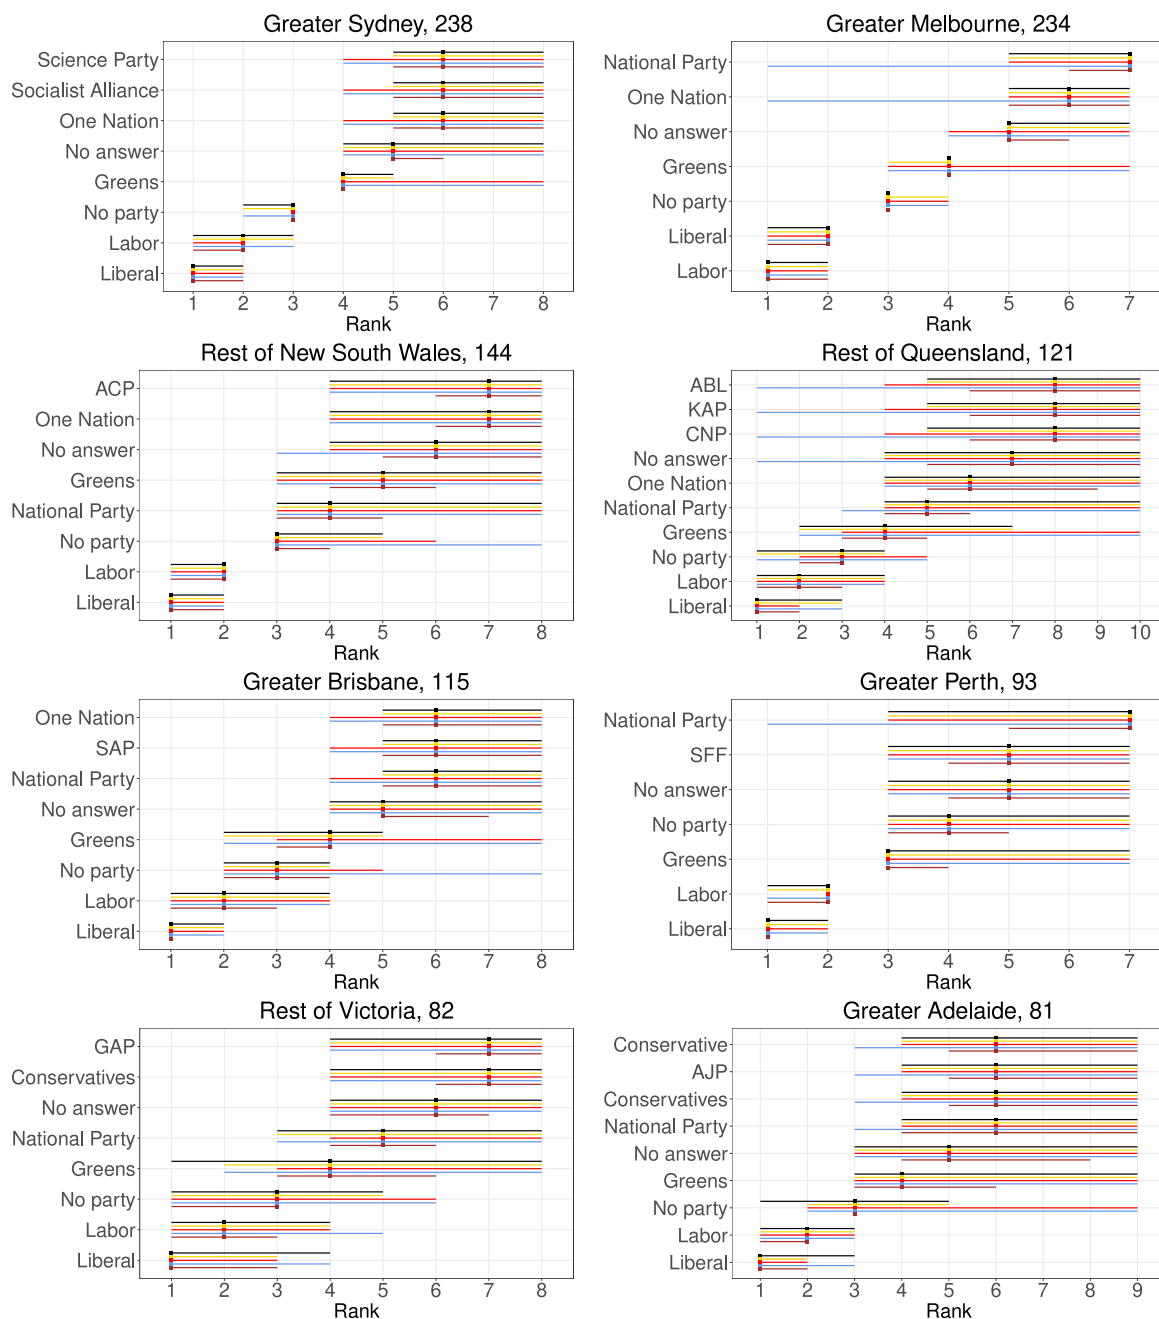 Greater Sydney, 238
Science Party
Socialist Alliance
One Nation
No answer
Greens
No party
Labor
Liberal
1 2 3 4 5 6 7 8
Rank
Greater Melbourne, 234
National Party
One Nation
No answer
Greens
No party
Liberal
Labor
1 2 3 4 5 6 7
Rank
Rest of New South Wales, 144
ACP
One Nation
No answer
Greens
National Party
No party
Labor
Liberal
1 2 3 4 5 6 7 8
Rank
Rest of Queensland, 121
ABL
KAP
CNP
No answer
One Nation
National Party
Greens
No party
Labor
Liberal
1 2 3 4 5 6 7 8 9 10
Rank
Greater Brisbane, 115
One Nation
SAP
National Party
No answer
Greens
No party
Labor
Liberal
1 2 3 4 5 6 7 8
Rank
Greater Perth, 93
National Party
SFF
No answer
No party
Greens
Labor
Liberal
1 2 3 4 5 6 7
Rank
Rest of Victoria, 82
GAP
Conservatives
No answer
National Party
Greens
No party
Labor
Liberal
1 2 3 4 5 6 7 8
Rank
Greater Adelaide, 81
Conservative
AJP
Conservatives
National Party
No answer
Greens
No party
Labor
Liberal
1 2 3 4 5 6 7 8 9
Rank